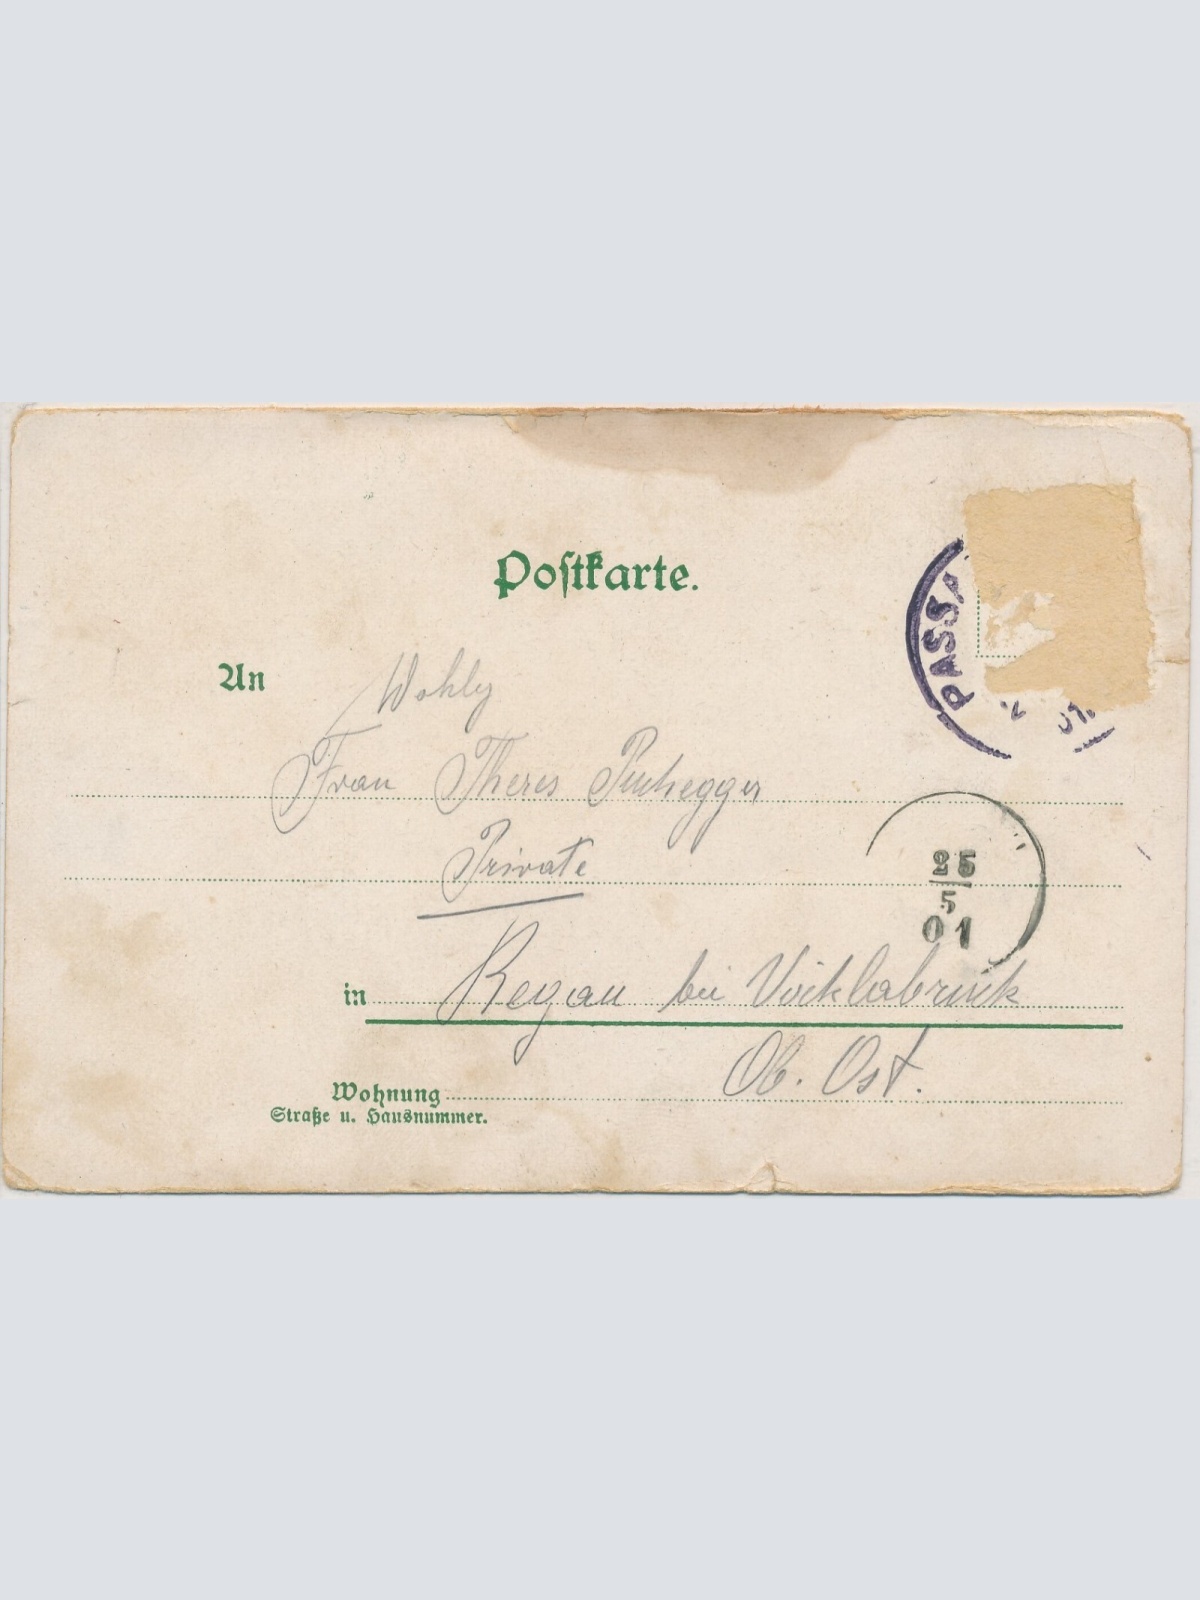 Postkarte.
PASSA
An Wohlg
Frau Theres Puchegger
Private
25
5
01
in Regau bei Vöcklabruck
Ob. Ost.
Wohnung
Straße u. Hausnummer.